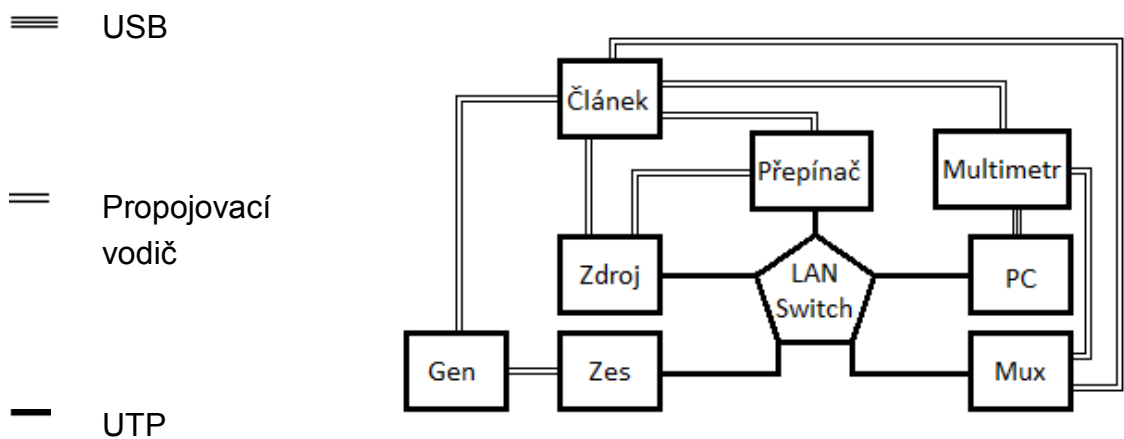 USB
Propojovací
vodič
UTP
Článek
Přepínač
Multimetr
Zdroj
LAN
Switch
PC
Gen
Zes
Mux